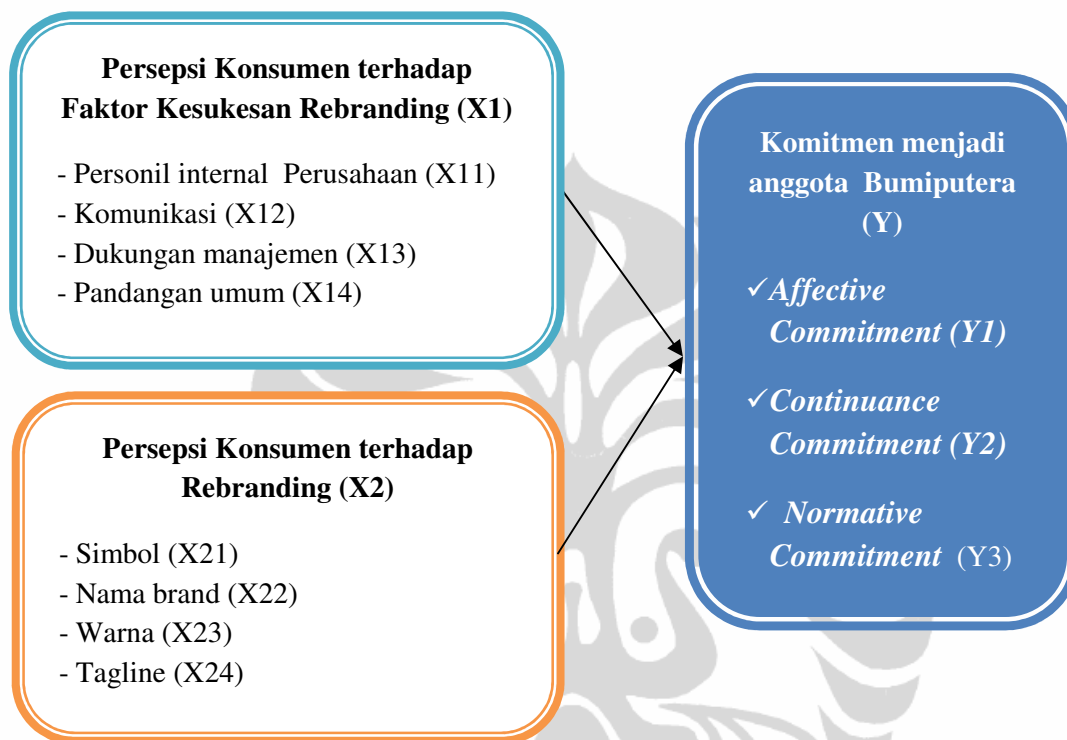 Persepsi Konsumen terhadap
Faktor Kesukesan Rebranding (X1)
- Personil internal Perusahaan (X11)
- Komunikasi (X12)
- Dukungan manajemen (X13)
- Pandangan umum (X14)
Persepsi Konsumen terhadap
Rebranding (X2)
- Simbol (X21)
- Nama brand (X22)
- Warna (X23)
- Tagline (X24)
Komitmen menjadi
anggota Bumiputera
(Y)
✓Affective
Commitment (Y1)
✓Continuance
Commitment (Y2)
✓ Normative
Commitment (Y3)